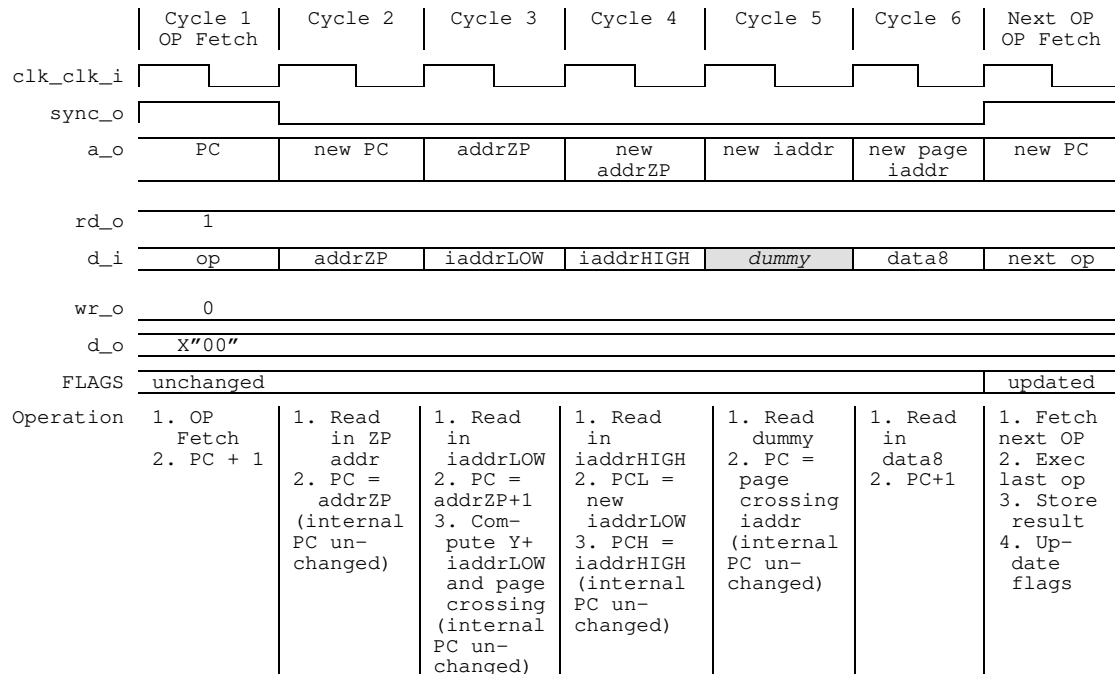 Cycle 1 Cycle 2 Cycle 3 Cycle 4 Cycle 5 Cycle 6 Next OP
OP Fetch OP Fetch
clk_clk_i
sync_o
a_o PC new PC addrZP new new iaddr new page new PC
addrZP iaddr
rd_o 1
d_i op addrZP iaddrLOW iaddrHIGH dummy data8 next op
wr_o 0
d_o X"00"
FLAGS unchanged updated
Operation 1. OP 1. Read 1. Read 1. Read 1. Read 1. Read 1. Fetch
Fetch in ZP in in dummy in next OP
2. PC + 1 addr iaddrLOW iaddrHIGH 2. PC = data8 2. Exec
2. PC = 2. PC = 2. PCL = page 2. PC+1 last op
addrZP addrZP+1 new crossing 3. Store
(internal 3. Com- iaddrLOW iaddr result
PC un- pute Y+ 3. PCH = (internal 4. Up-
changed) iaddrLOW iaddrHIGH PC un- date
and page (internal changed) flags
crossing PC un-
(internal changed)
PC un-
changed)